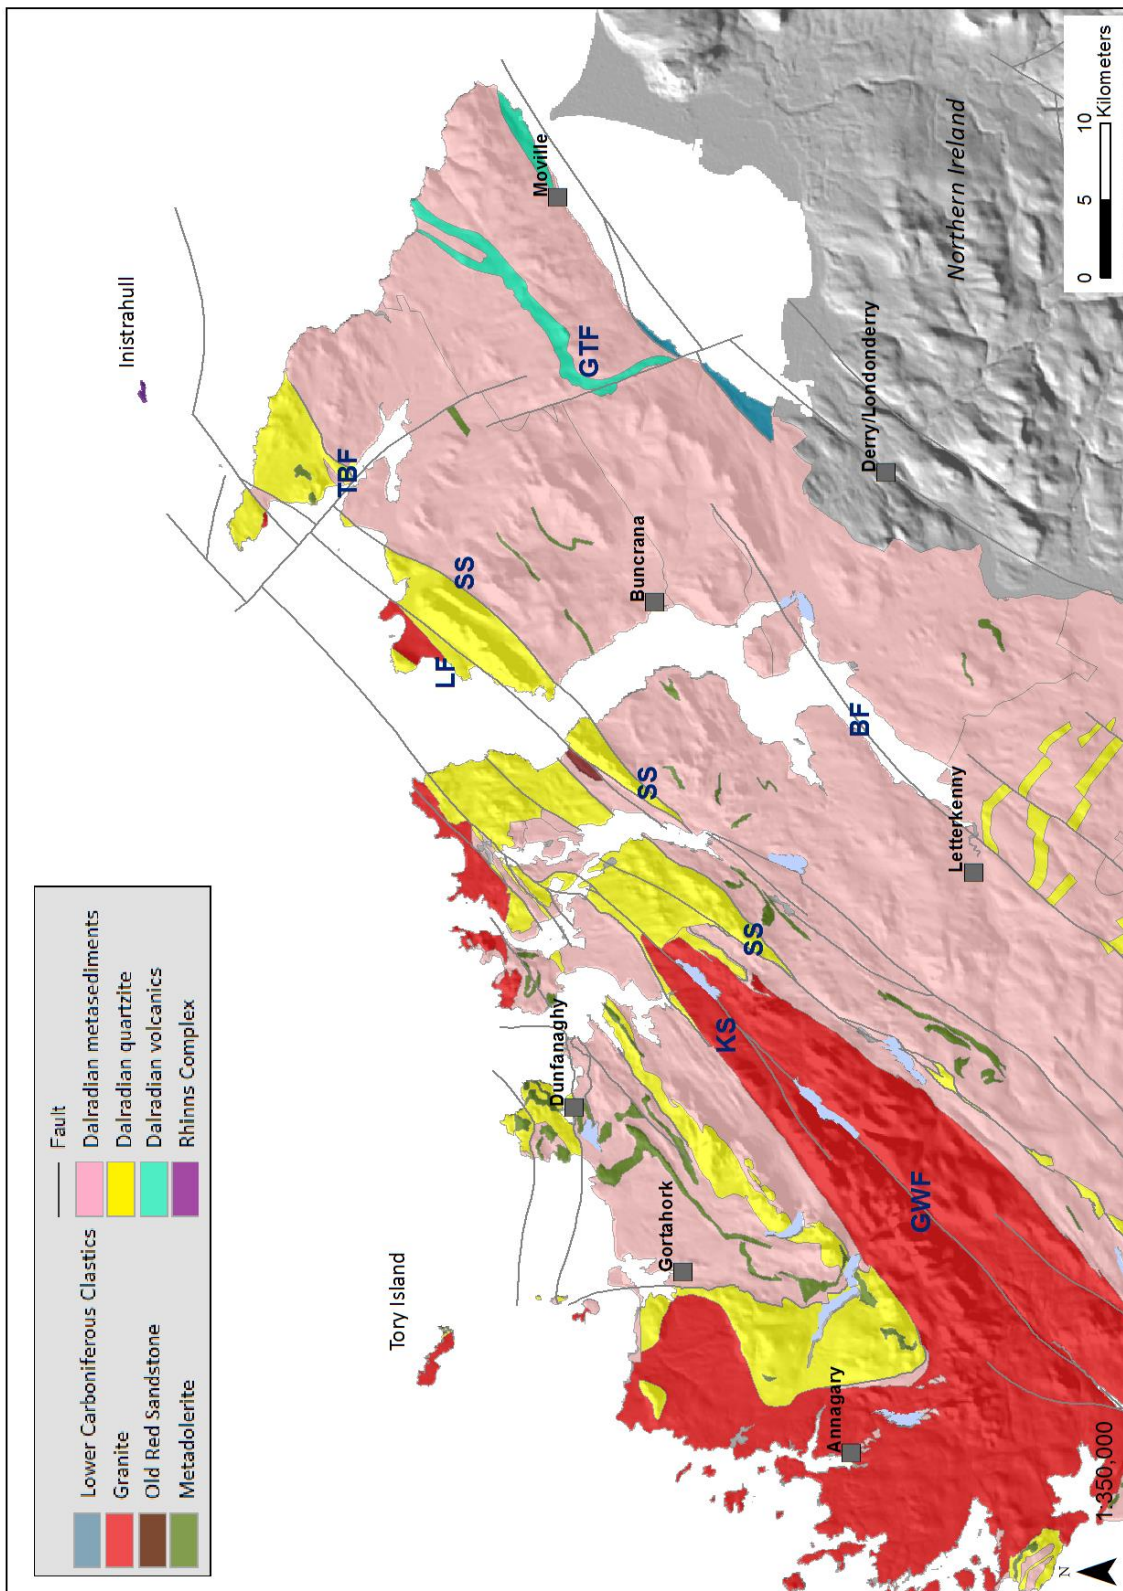 Lower Carboniferous Clastics
Granite
Old Red Sandstone
Metadolerite
Fault
Dalradian metasediments
Dalradian quartzite
Dalradian volcanics
Rhinns Complex
Tory Island
Inistrahull
Dunfanaghy
Gortahork
Annagary
Buncrana
Moville
Letterkenny
Derry/Londonderry
Northern Ireland
TBF
SS
LF
GTF
SS
SS
BF
KS
GWF
N
1:350,000
0 5 10
Kilometers